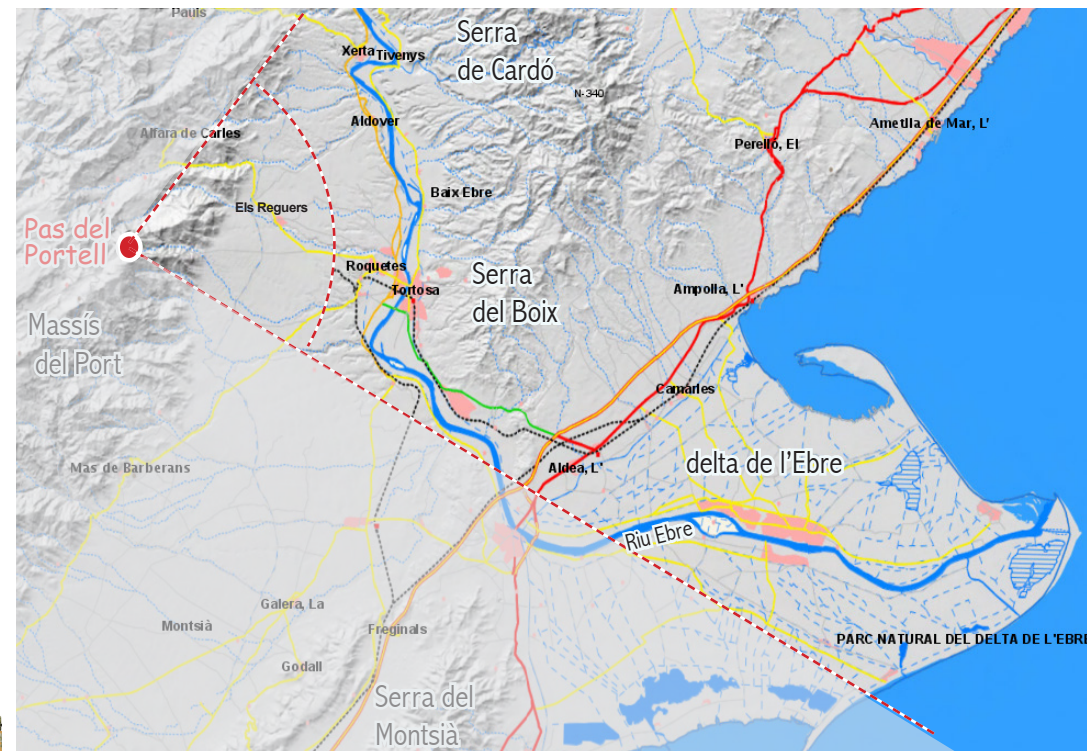 Paüls
Serra
de Cardó
Xerta
Tivenys
N-340
Aldover
Ametlla de Mar, L'
Alfara de Carles
Perelló, El
Baix Ebre
Els Reguers
Pas del
Portell
Roquetes
Serra
del Boix
Tortosa
Ampolla, L'
Massís
del Port
Camarles
Mas de Barberans
Aldea, L'
delta de l'Ebre
Riu Ebre
Galera, La
Montsià
Freginals
PARC NATURAL DEL DELTA DE L'EBRE
Godall
Serra del
Montsià